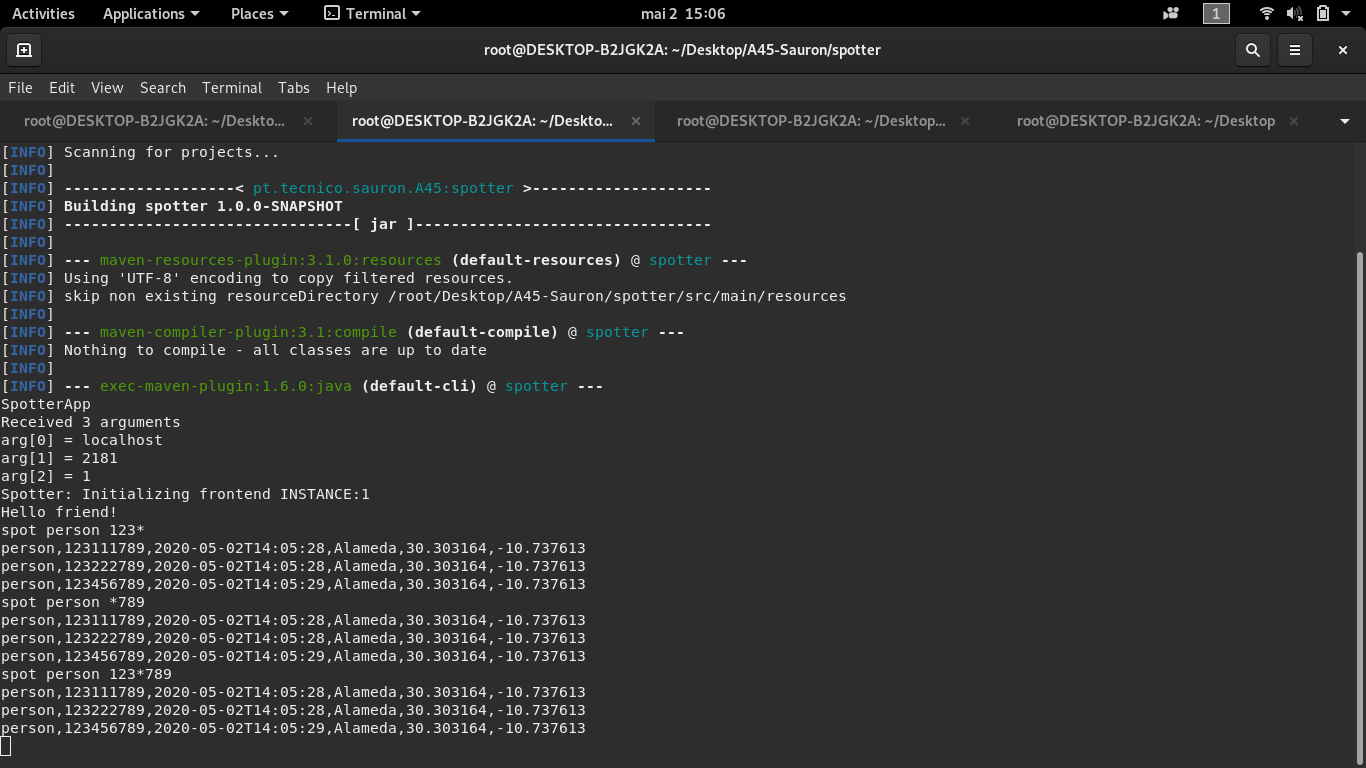 Activities Applications Places Terminal mai 2 15:06 1
root@DESKTOP-B2JGK2A: ~/Desktop/A45-Sauron/spotter
File Edit View Search Terminal Tabs Help
root@DESKTOP-B2JGK2A: ~/Deskto... root@DESKTOP-B2JGK2A: ~/Deskto... root@DESKTOP-B2JGK2A: ~/Desktop... root@DESKTOP-B2JGK2A: ~/Desktop
[INFO] Scanning for projects...
[INFO]
[INFO] -------------------< pt.tecnico.sauron.A45:spotter >--------------------
[INFO] Building spotter 1.0.0-SNAPSHOT
[INFO] --------------------------------[ jar ]---------------------------------
[INFO]
[INFO] --- maven-resources-plugin:3.1.0:resources (default-resources) @ spotter ---
[INFO] Using 'UTF-8' encoding to copy filtered resources.
[INFO] skip non existing resourceDirectory /root/Desktop/A45-Sauron/spotter/src/main/resources
[INFO]
[INFO] --- maven-compiler-plugin:3.1:compile (default-compile) @ spotter ---
[INFO] Nothing to compile - all classes are up to date
[INFO]
[INFO] --- exec-maven-plugin:1.6.0:java (default-cli) @ spotter ---
SpotterApp
Received 3 arguments
arg[0] = localhost
arg[1] = 2181
arg[2] = 1
Spotter: Initializing frontend INSTANCE:1
Hello friend!
spot person 123*
person,123111789,2020-05-02T14:05:28,Alameda,30.303164,-10.737613
person,123222789,2020-05-02T14:05:28,Alameda,30.303164,-10.737613
person,123456789,2020-05-02T14:05:29,Alameda,30.303164,-10.737613
spot person *789
person,123111789,2020-05-02T14:05:28,Alameda,30.303164,-10.737613
person,123222789,2020-05-02T14:05:28,Alameda,30.303164,-10.737613
person,123456789,2020-05-02T14:05:29,Alameda,30.303164,-10.737613
spot person 123*789
person,123111789,2020-05-02T14:05:28,Alameda,30.303164,-10.737613
person,123222789,2020-05-02T14:05:28,Alameda,30.303164,-10.737613
person,123456789,2020-05-02T14:05:29,Alameda,30.303164,-10.737613